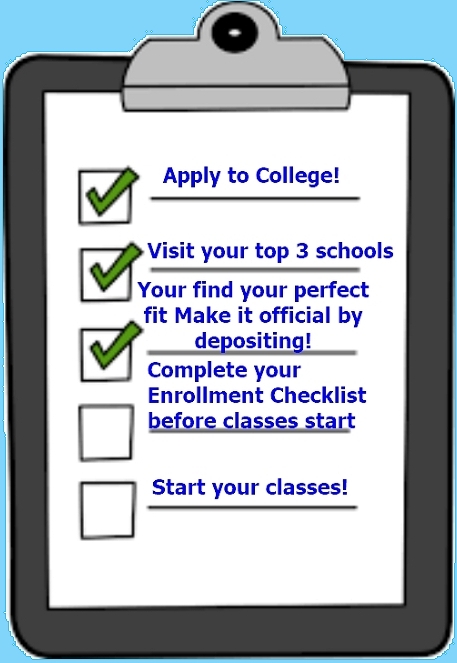 Apply to College!
Visit your top 3 schools
Your find your perfect
fit Make it official by
depositing!
Complete your
Enrollment Checklist
before classes start
Start your classes!